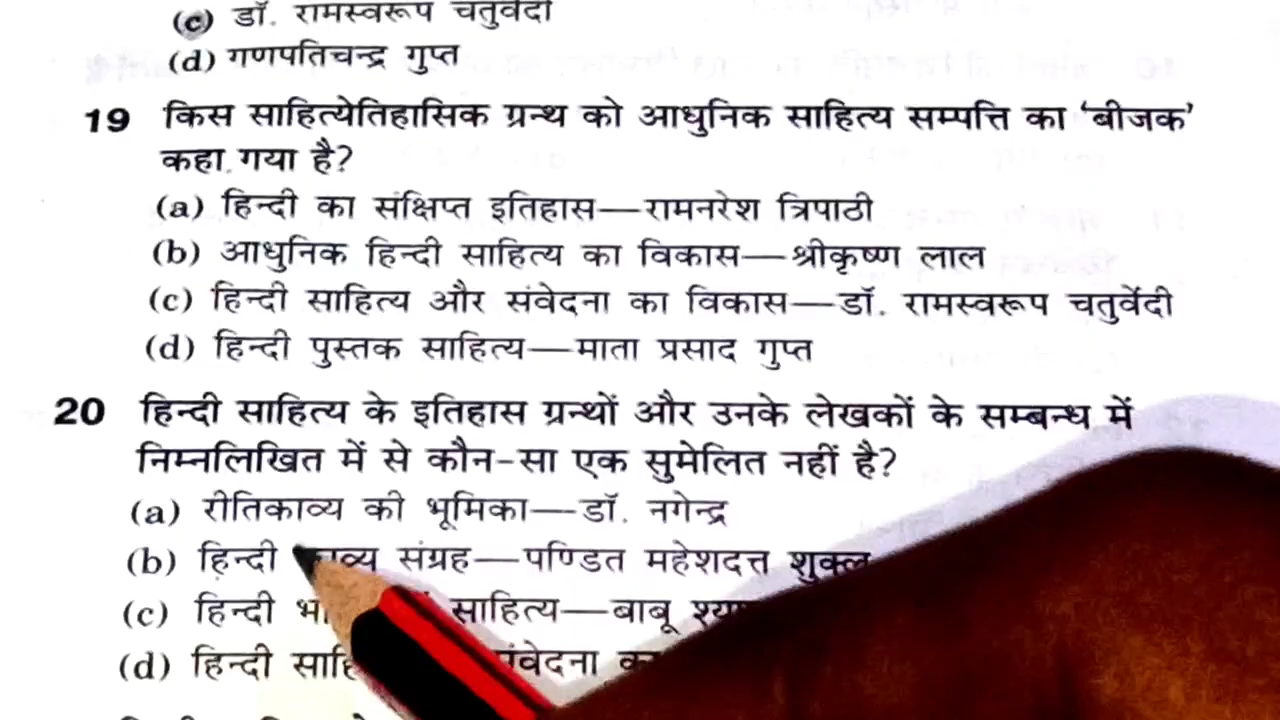 (c) डॉ. रामस्वरूप चतुर्वेदी
(d) गणपतिचन्द्र गुप्त
19 किस साहित्येतिहासिक ग्रन्थ को आधुनिक साहित्य सम्पत्ति का ‘बीजक’
कहा गया है?
(a) हिन्दी का संक्षिप्त इतिहास—रामनरेश त्रिपाठी
(b) आधुनिक हिन्दी साहित्य का विकास—श्रीकृष्ण लाल
(c) हिन्दी साहित्य और संवेदना का विकास—डॉ. रामस्वरूप चतुर्वेदी
(d) हिन्दी पुस्तक साहित्य—माता प्रसाद गुप्त
20 हिन्दी साहित्य के इतिहास ग्रन्थों और उनके लेखकों के सम्बन्ध में
निम्नलिखित में से कौन-सा एक सुमेलित नहीं है?
(a) रीतिकाव्य की भूमिका—डॉ. नगेन्द्र
(b) हिन्दी संग्रह—पण्डित महेशदत्त शुक्ल
(c) हिन्दी साहित्य—बाबू
(d) हिन्दी